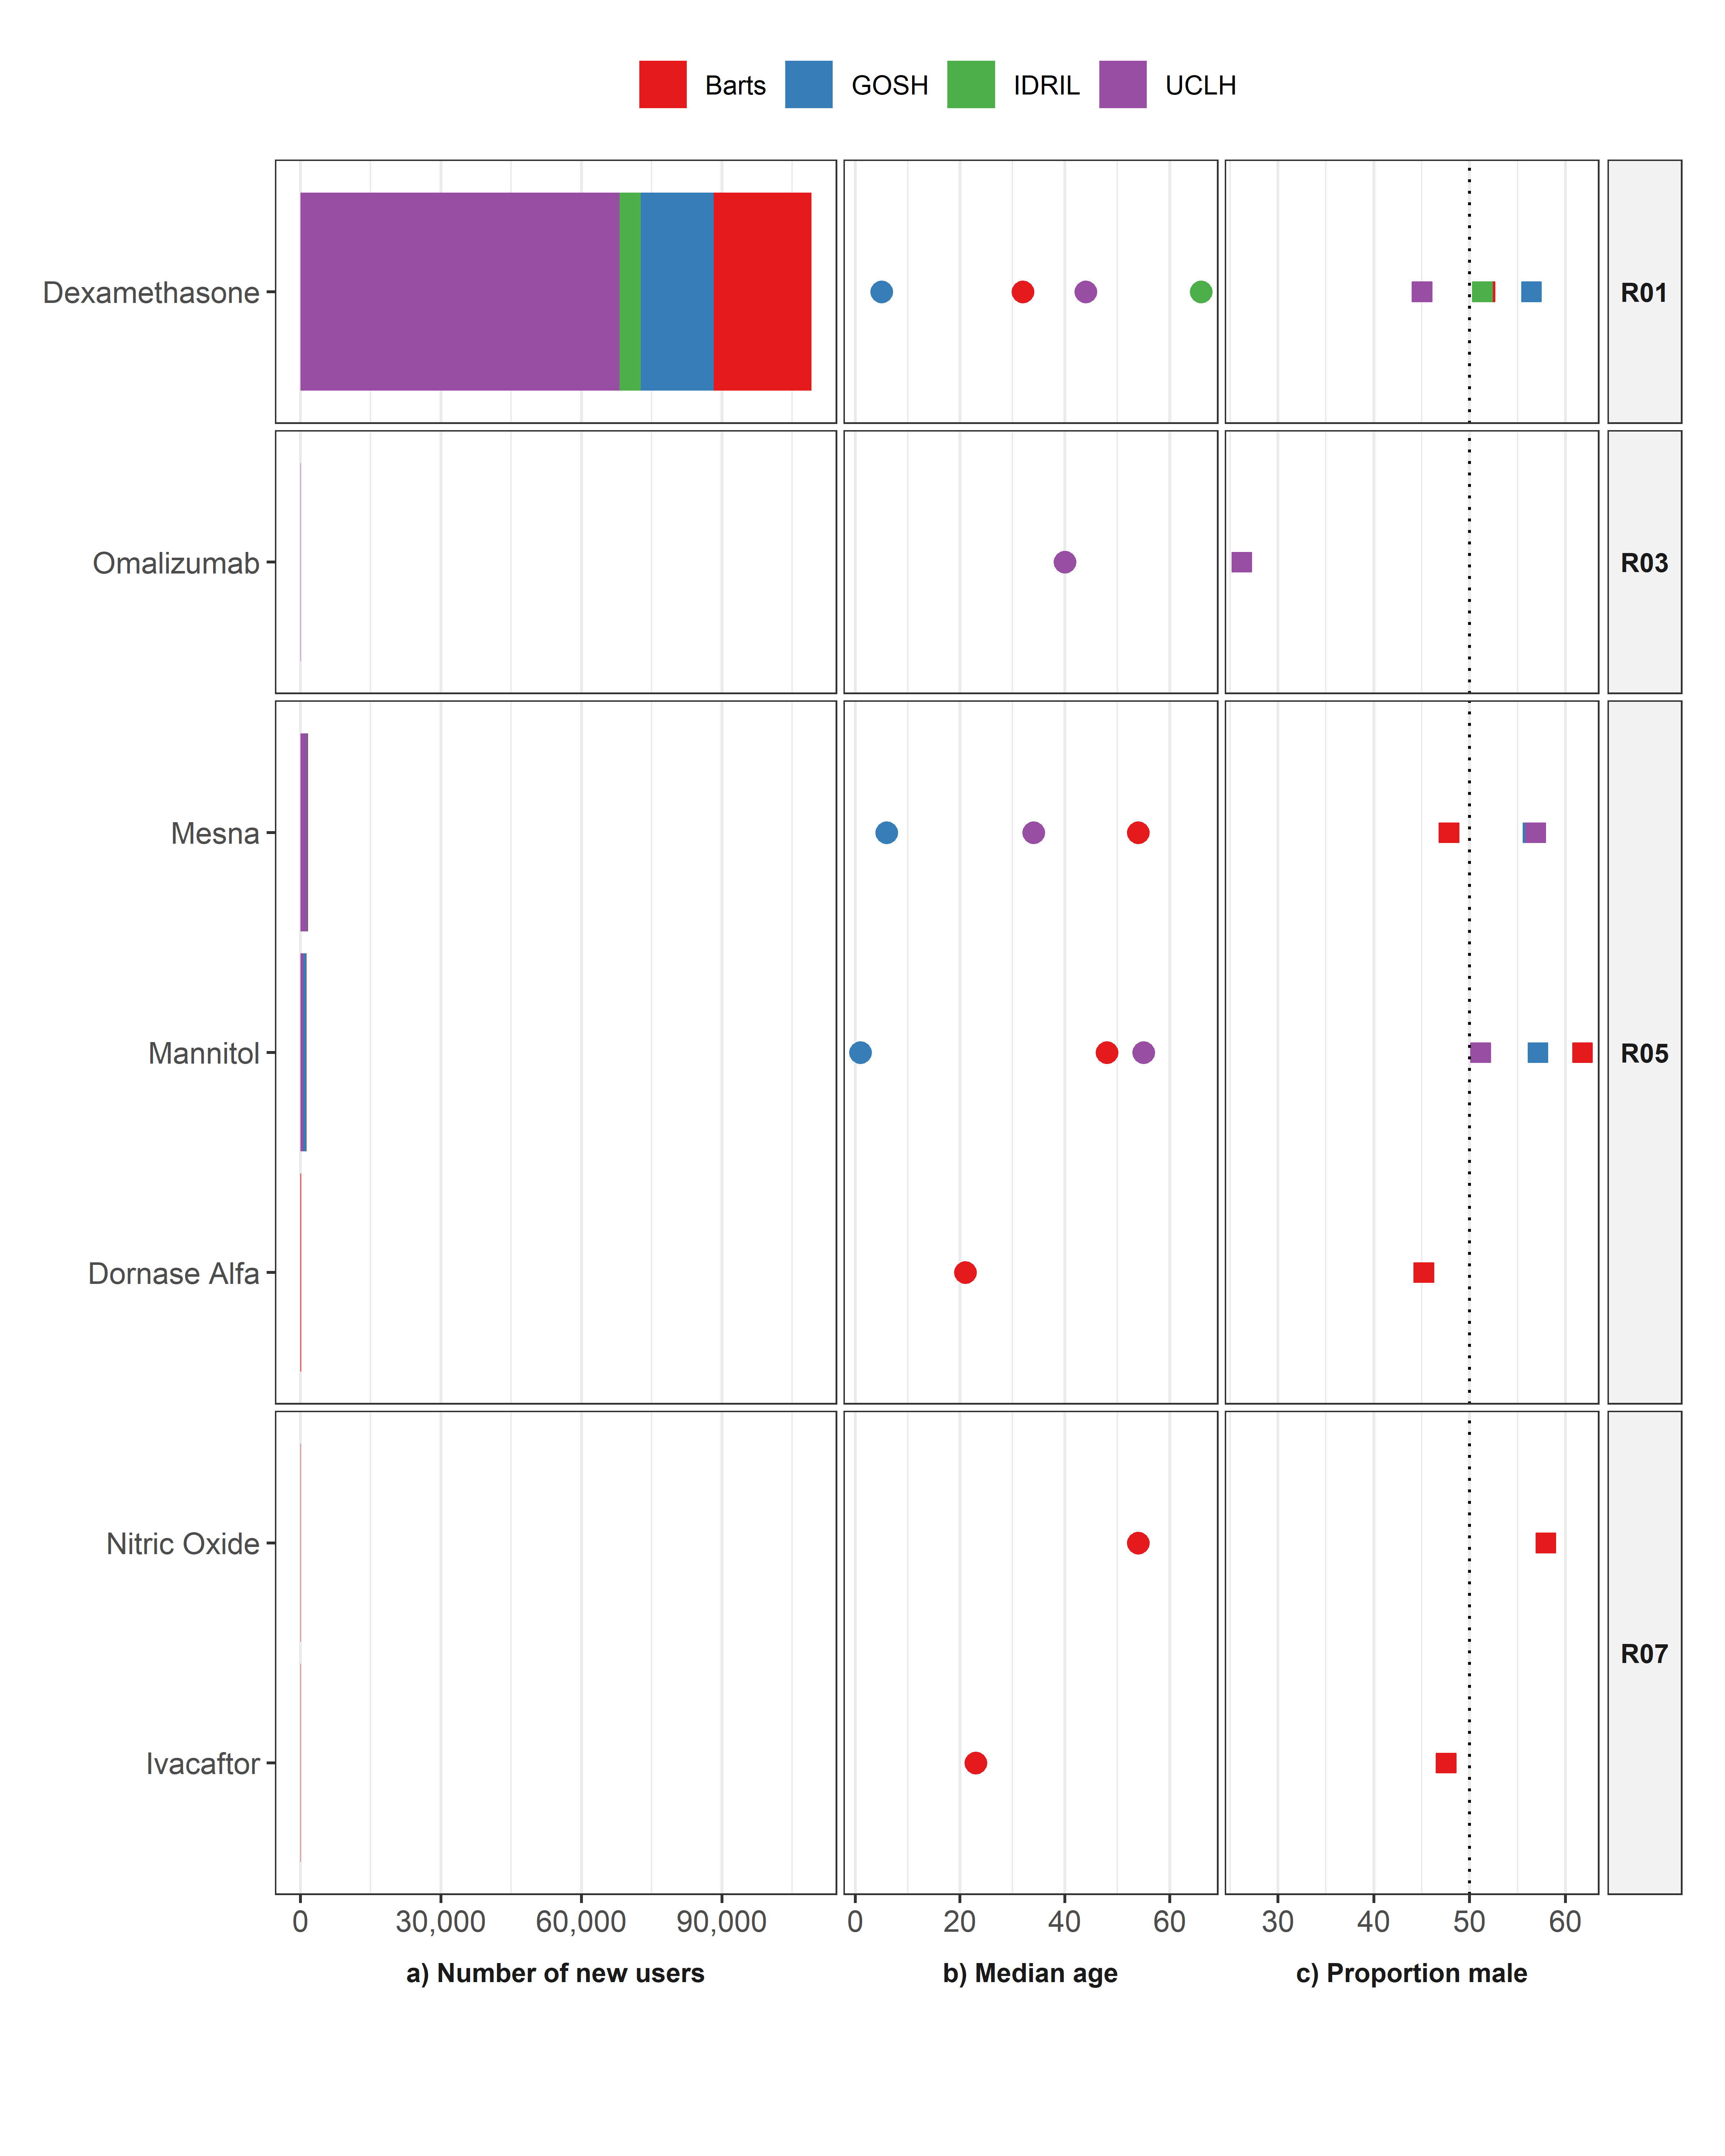 Barts GOSH IDRIL UCLH
Dexamethasone R01
Omalizumab R03
Mesna
Mannitol R05
Dornase Alfa
Nitric Oxide
R07
Ivacaftor
0 30,000 60,000 90,000 0 20 40 60 30 40 50 60
a) Number of new users b) Median age c) Proportion male